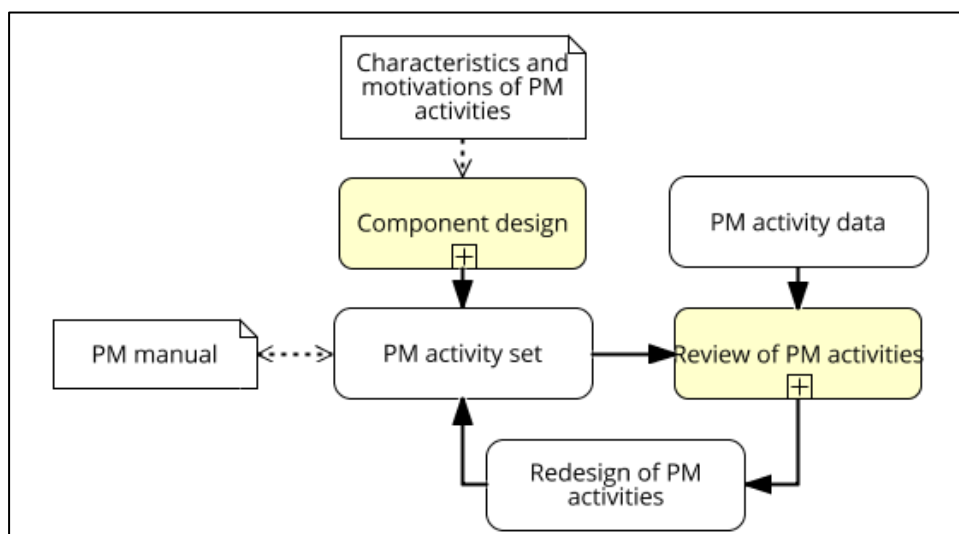 Characteristics and
motivations of PM
activities
Component design
PM activity data
PM manual
PM activity set
Review of PM activities
Redesign of PM
activities